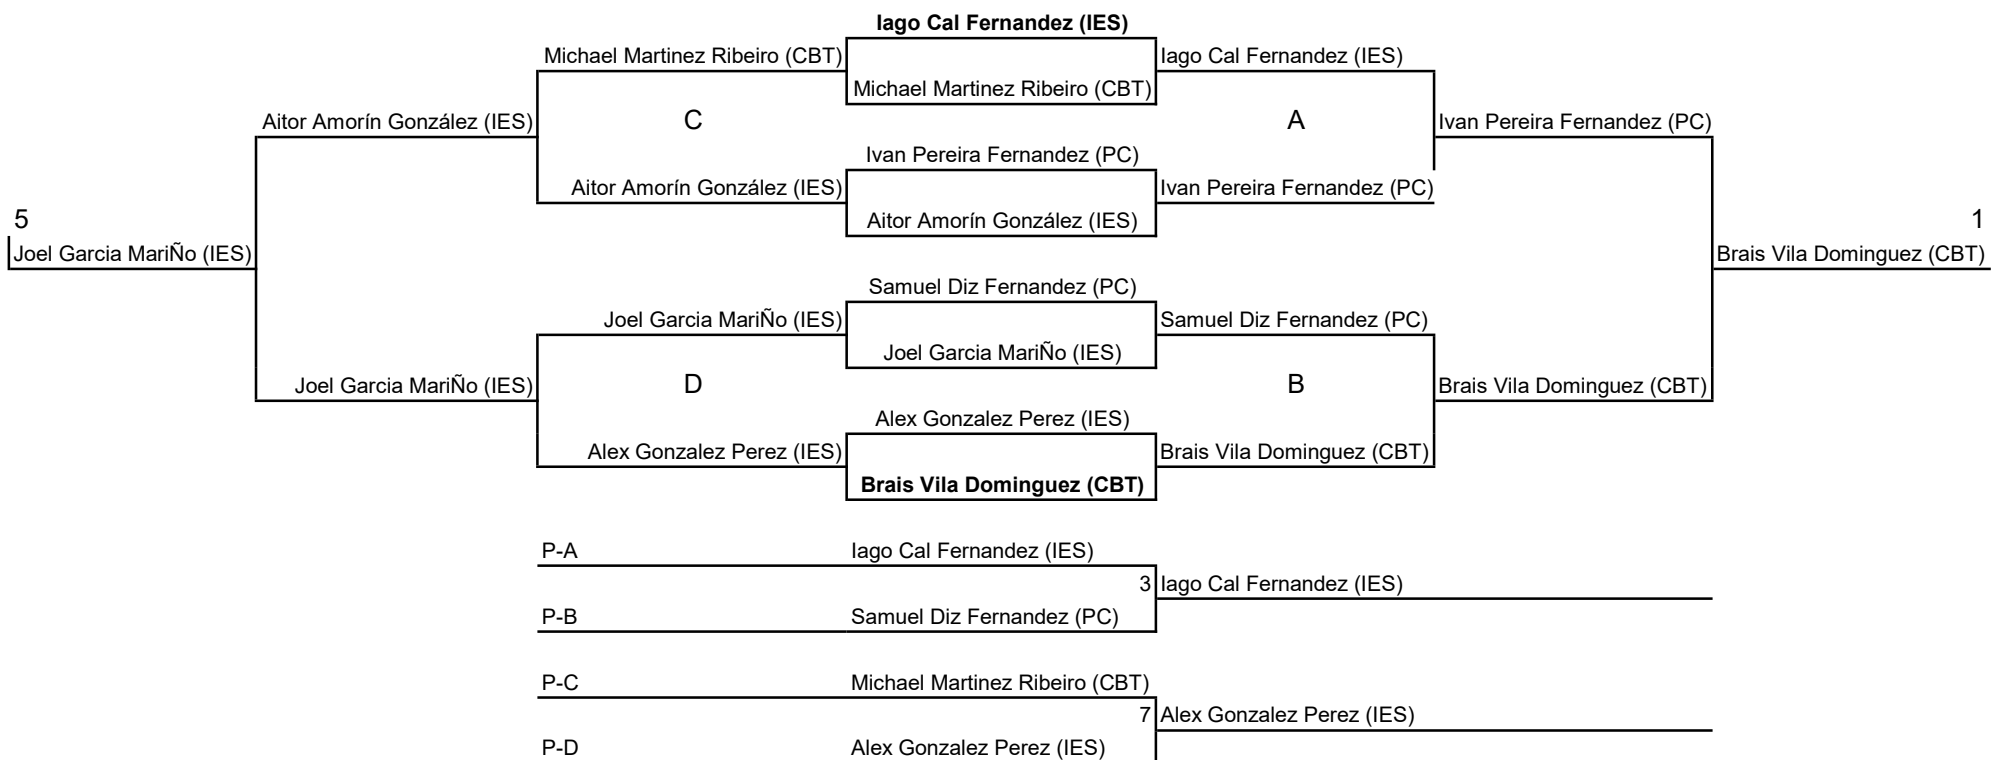 Iago Cal Fernandez (IES)
Michael Martinez Ribeiro (CBT)
Iago Cal Fernandez (IES)
Michael Martinez Ribeiro (CBT)
Aitor Amorín González (IES)
C
A
Ivan Pereira Fernandez (PC)
Ivan Pereira Fernandez (PC)
Aitor Amorín González (IES)
Ivan Pereira Fernandez (PC)
5
Aitor Amorín González (IES)
1
Joel Garcia MariÑo (IES)
Brais Vila Dominguez (CBT)
Samuel Diz Fernandez (PC)
Joel Garcia MariÑo (IES)
Samuel Diz Fernandez (PC)
Joel Garcia MariÑo (IES)
Joel Garcia MariÑo (IES)
D
B
Brais Vila Dominguez (CBT)
Alex Gonzalez Perez (IES)
Alex Gonzalez Perez (IES)
Brais Vila Dominguez (CBT)
Brais Vila Dominguez (CBT)
P-A Iago Cal Fernandez (IES)
3 Iago Cal Fernandez (IES)
P-B Samuel Diz Fernandez (PC)
P-C Michael Martinez Ribeiro (CBT)
7 Alex Gonzalez Perez (IES)
P-D Alex Gonzalez Perez (IES)